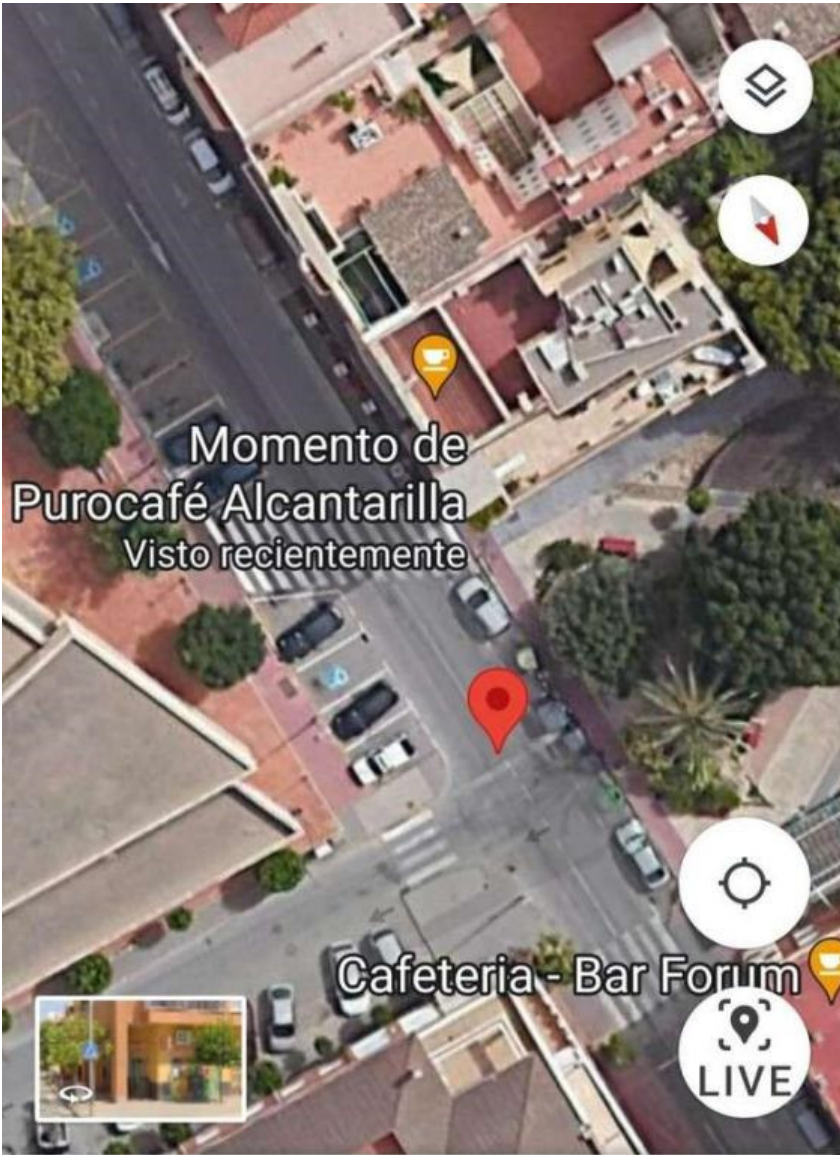 Momento de
Purocafé Alcantarilla
Visto recientemente
Cafeteria - Bar Forum
LIVE